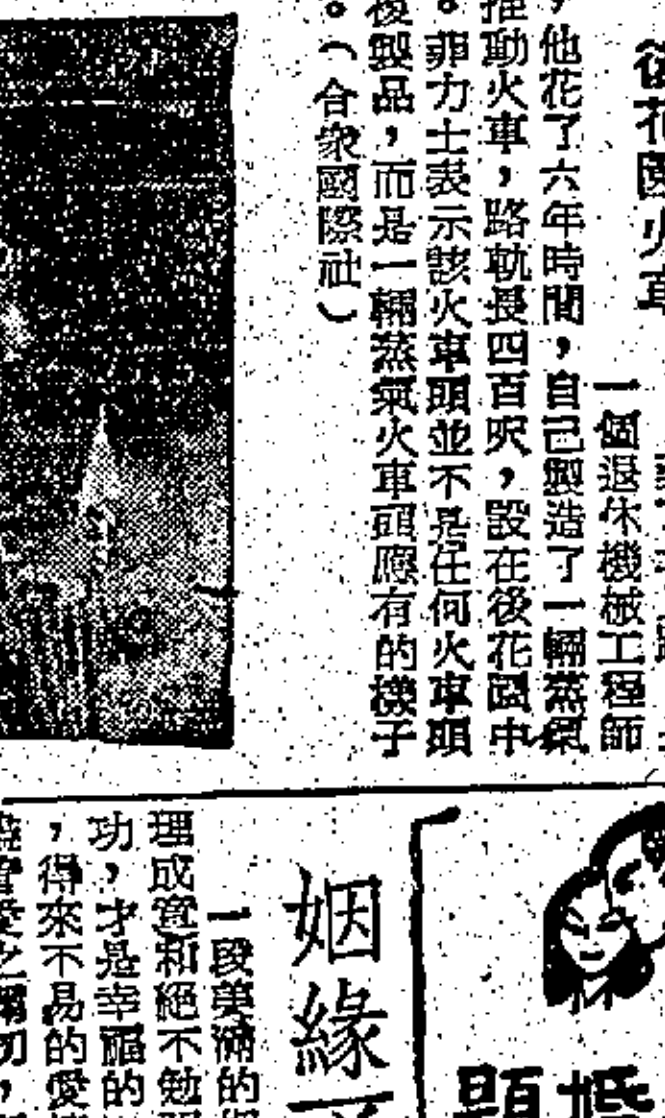 後花園火車
一個退休機械工程師
，他花了六年時間，自己製造了一輛蒸氣
推動火車，路軌長四百呎，設在後花園中
。菲力士表示該火車頭並不是任何火車頭
複製品，而是一輛蒸氣火車頭應有的樣子
。（合衆國際社）
婚
題
姻緣
一段美滿的
理成章和絕不勉
功，才是幸福的
，得來不易的愛情